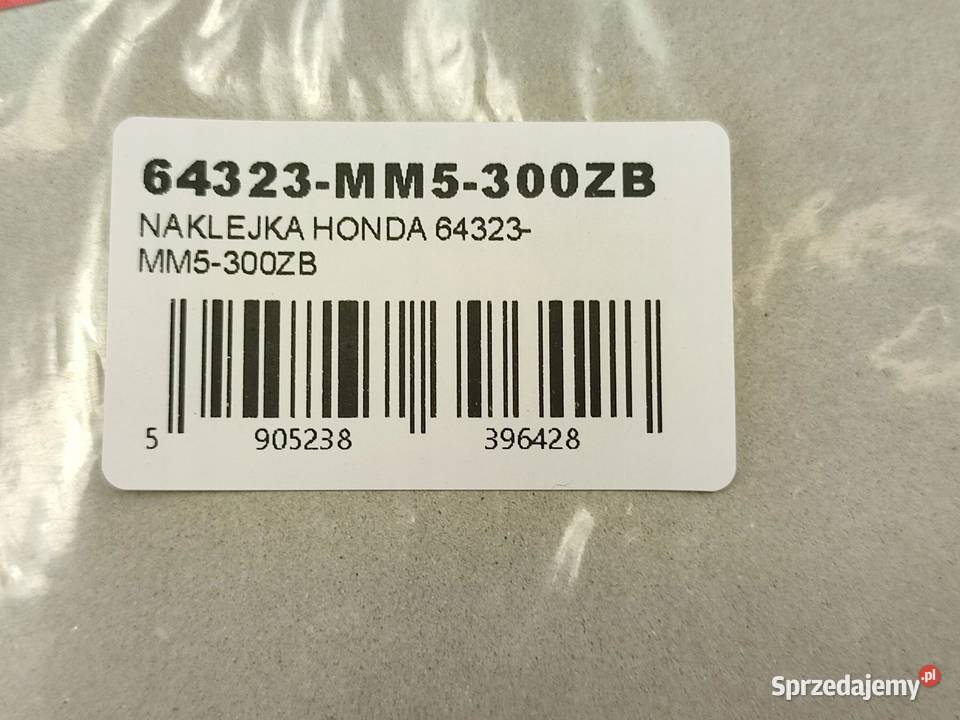 64323-MM5-300ZB
NAKLEJKA HONDA 64323-
MM5-300ZB
5 905238 396428
Sprzedajemy.pl